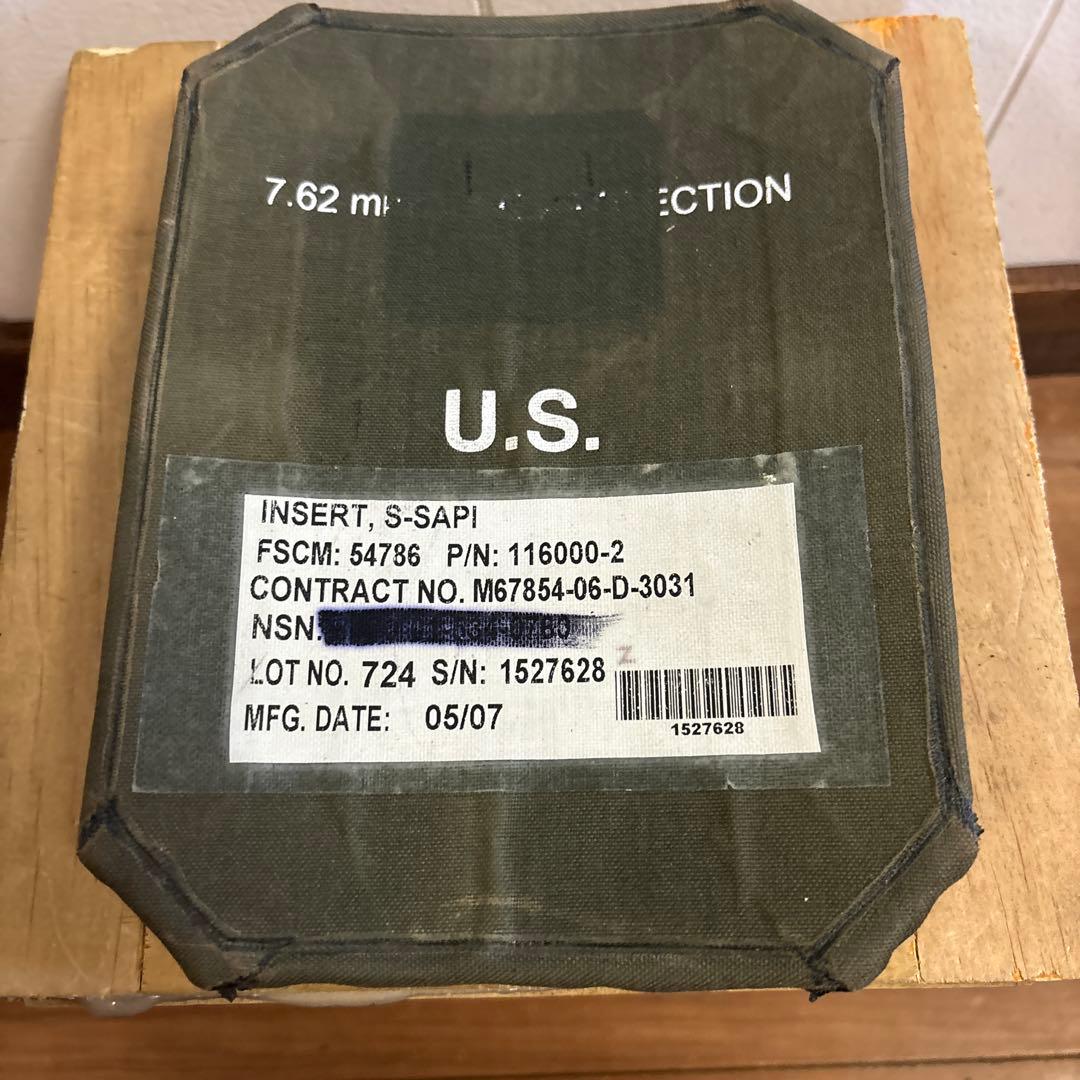 7.62 m ECTION
U.S.
INSERT, S-SAPI
FSCM: 54786 P/N: 116000-2
CONTRACT NO. M67854-06-D-3031
NSN:
LOT NO. 724 S/N: 1527628
MFG. DATE: 05/07
1527628